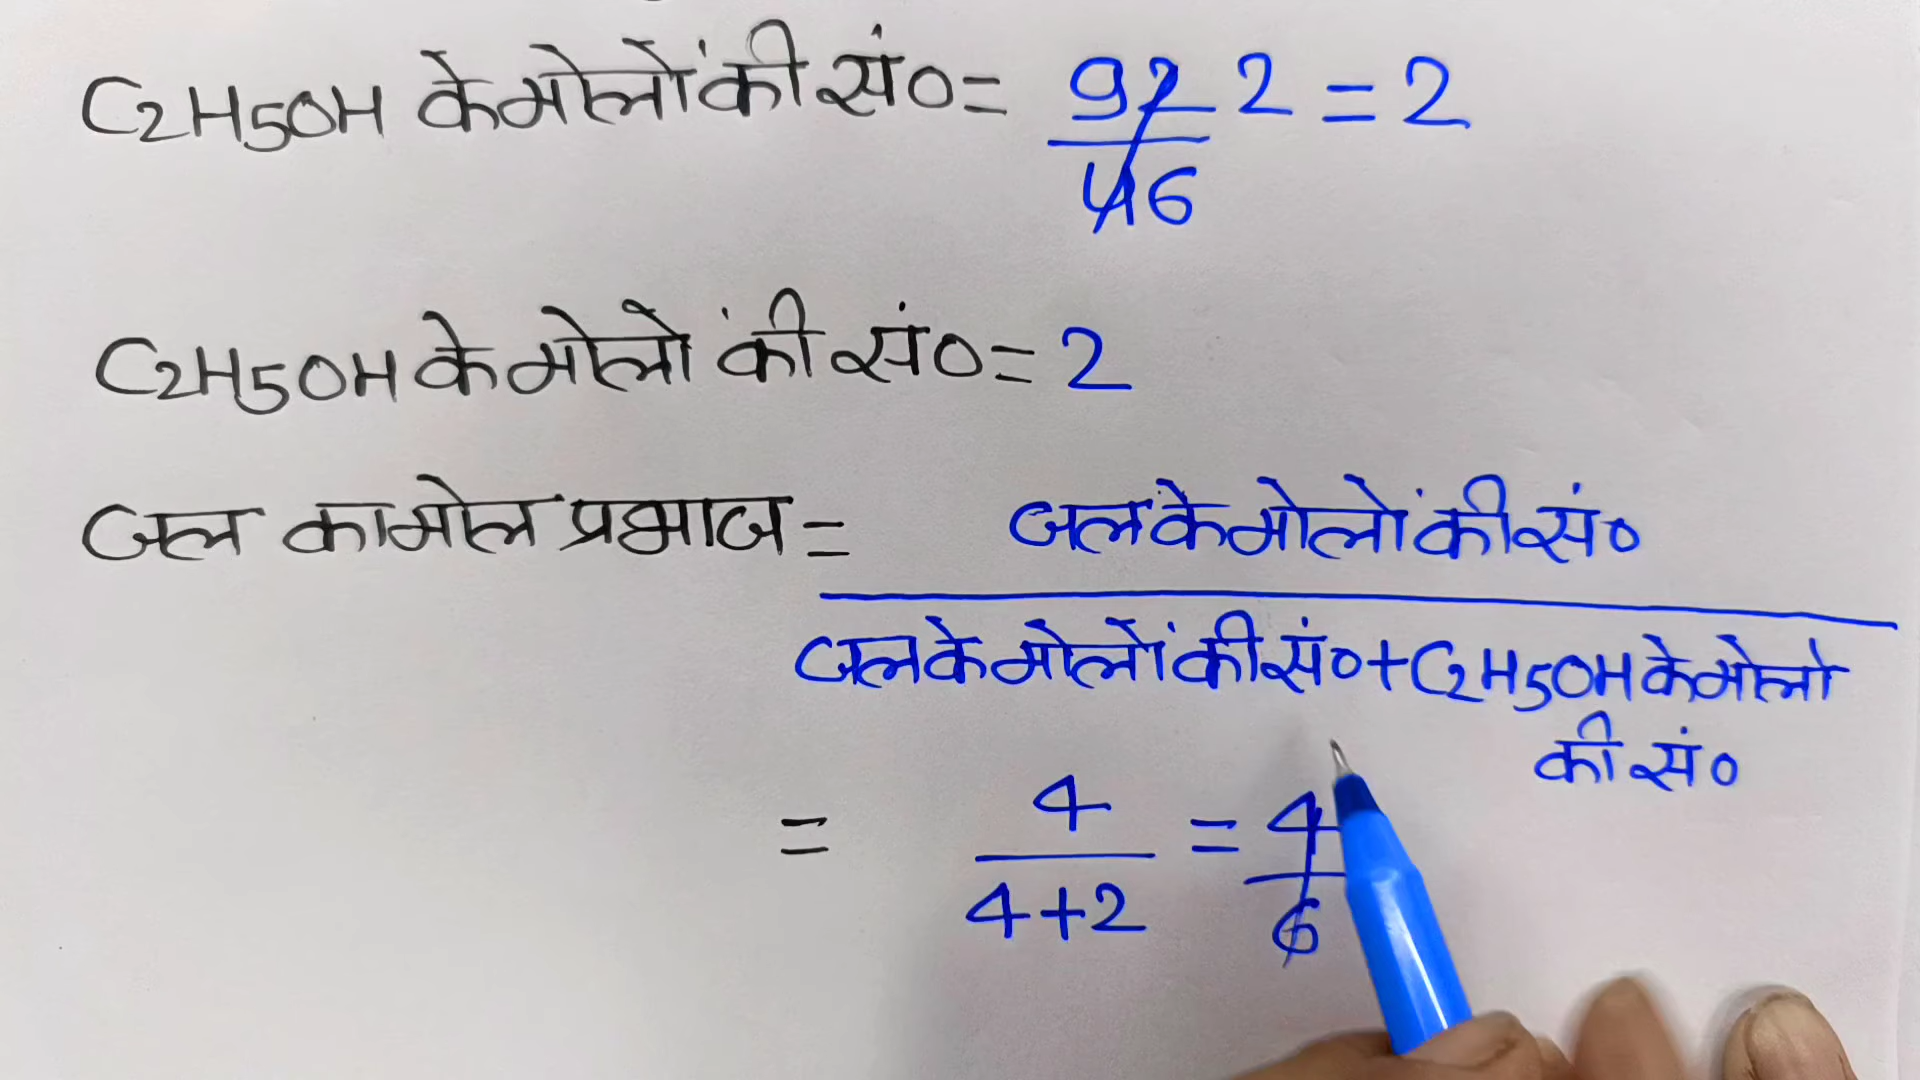 C2H5OH के मोलों की सं० = 92/46 2 = 2
C2H5OH के मोलों की सं० = 2
जल का मोल प्रभाज = जल के मोलों की सं०
जल के मोलों की सं० + C2H5OH के मोलो
की सं०
= 4/4+2 = 4/6